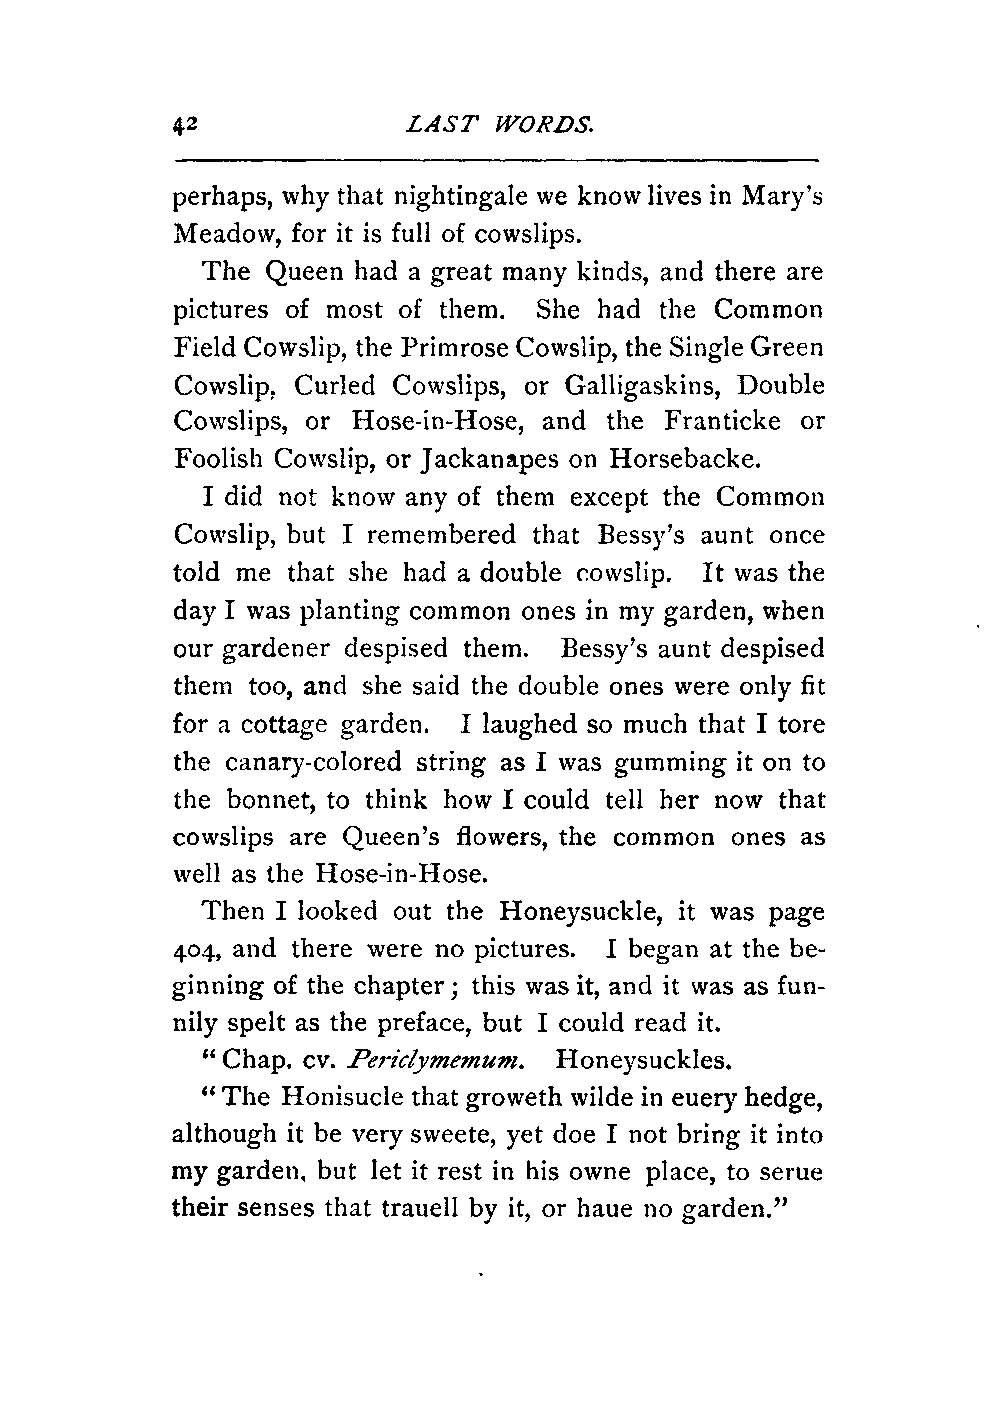 42 LAST WORDS.
perhaps, why that nightingale we know lives in Mary's
Meadow, for it is full of cowslips.
The Queen had a great many kinds, and there are
pictures of most of them. She had the Common
Field Cowslip, the Primrose Cowslip, the Single Green
Cowslip, Curled Cowslips, or Galligaskins, Double
Cowslips, or Hose-in-Hose, and the Franticke or
Foolish Cowslip, or Jackanapes on Horsebacke.
I did not know any of them except the Common
Cowslip, but I remembered that Bessy's aunt once
told me that she had a double cowslip. It was the
day I was planting common ones in my garden, when
our gardener despised them. Bessy's aunt despised
them too, and she said the double ones were only fit
for a cottage garden. I laughed so much that I tore
the canary-colored string as I was gumming it on to
the bonnet, to think how I could tell her now that
cowslips are Queen's flowers, the common ones as
well as the Hose-in-Hose.
Then I looked out the Honeysuckle, it was page
404, and there were no pictures. I began at the be-
ginning of the chapter; this was it, and it was as fun-
nily spelt as the preface, but I could read it.
"Chap. cv. Periclymemum. Honeysuckles.
"The Honisucle that groweth wilde in euery hedge,
although it be very sweete, yet doe I not bring it into
my garden, but let it rest in his owne place, to serue
their senses that trauell by it, or haue no garden."